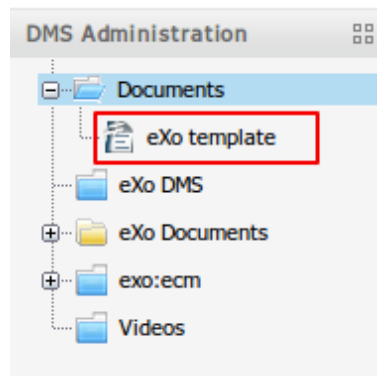 DMS Administration
Documents
eXo template
eXo DMS
eXo Documents
exo:ecm
Videos